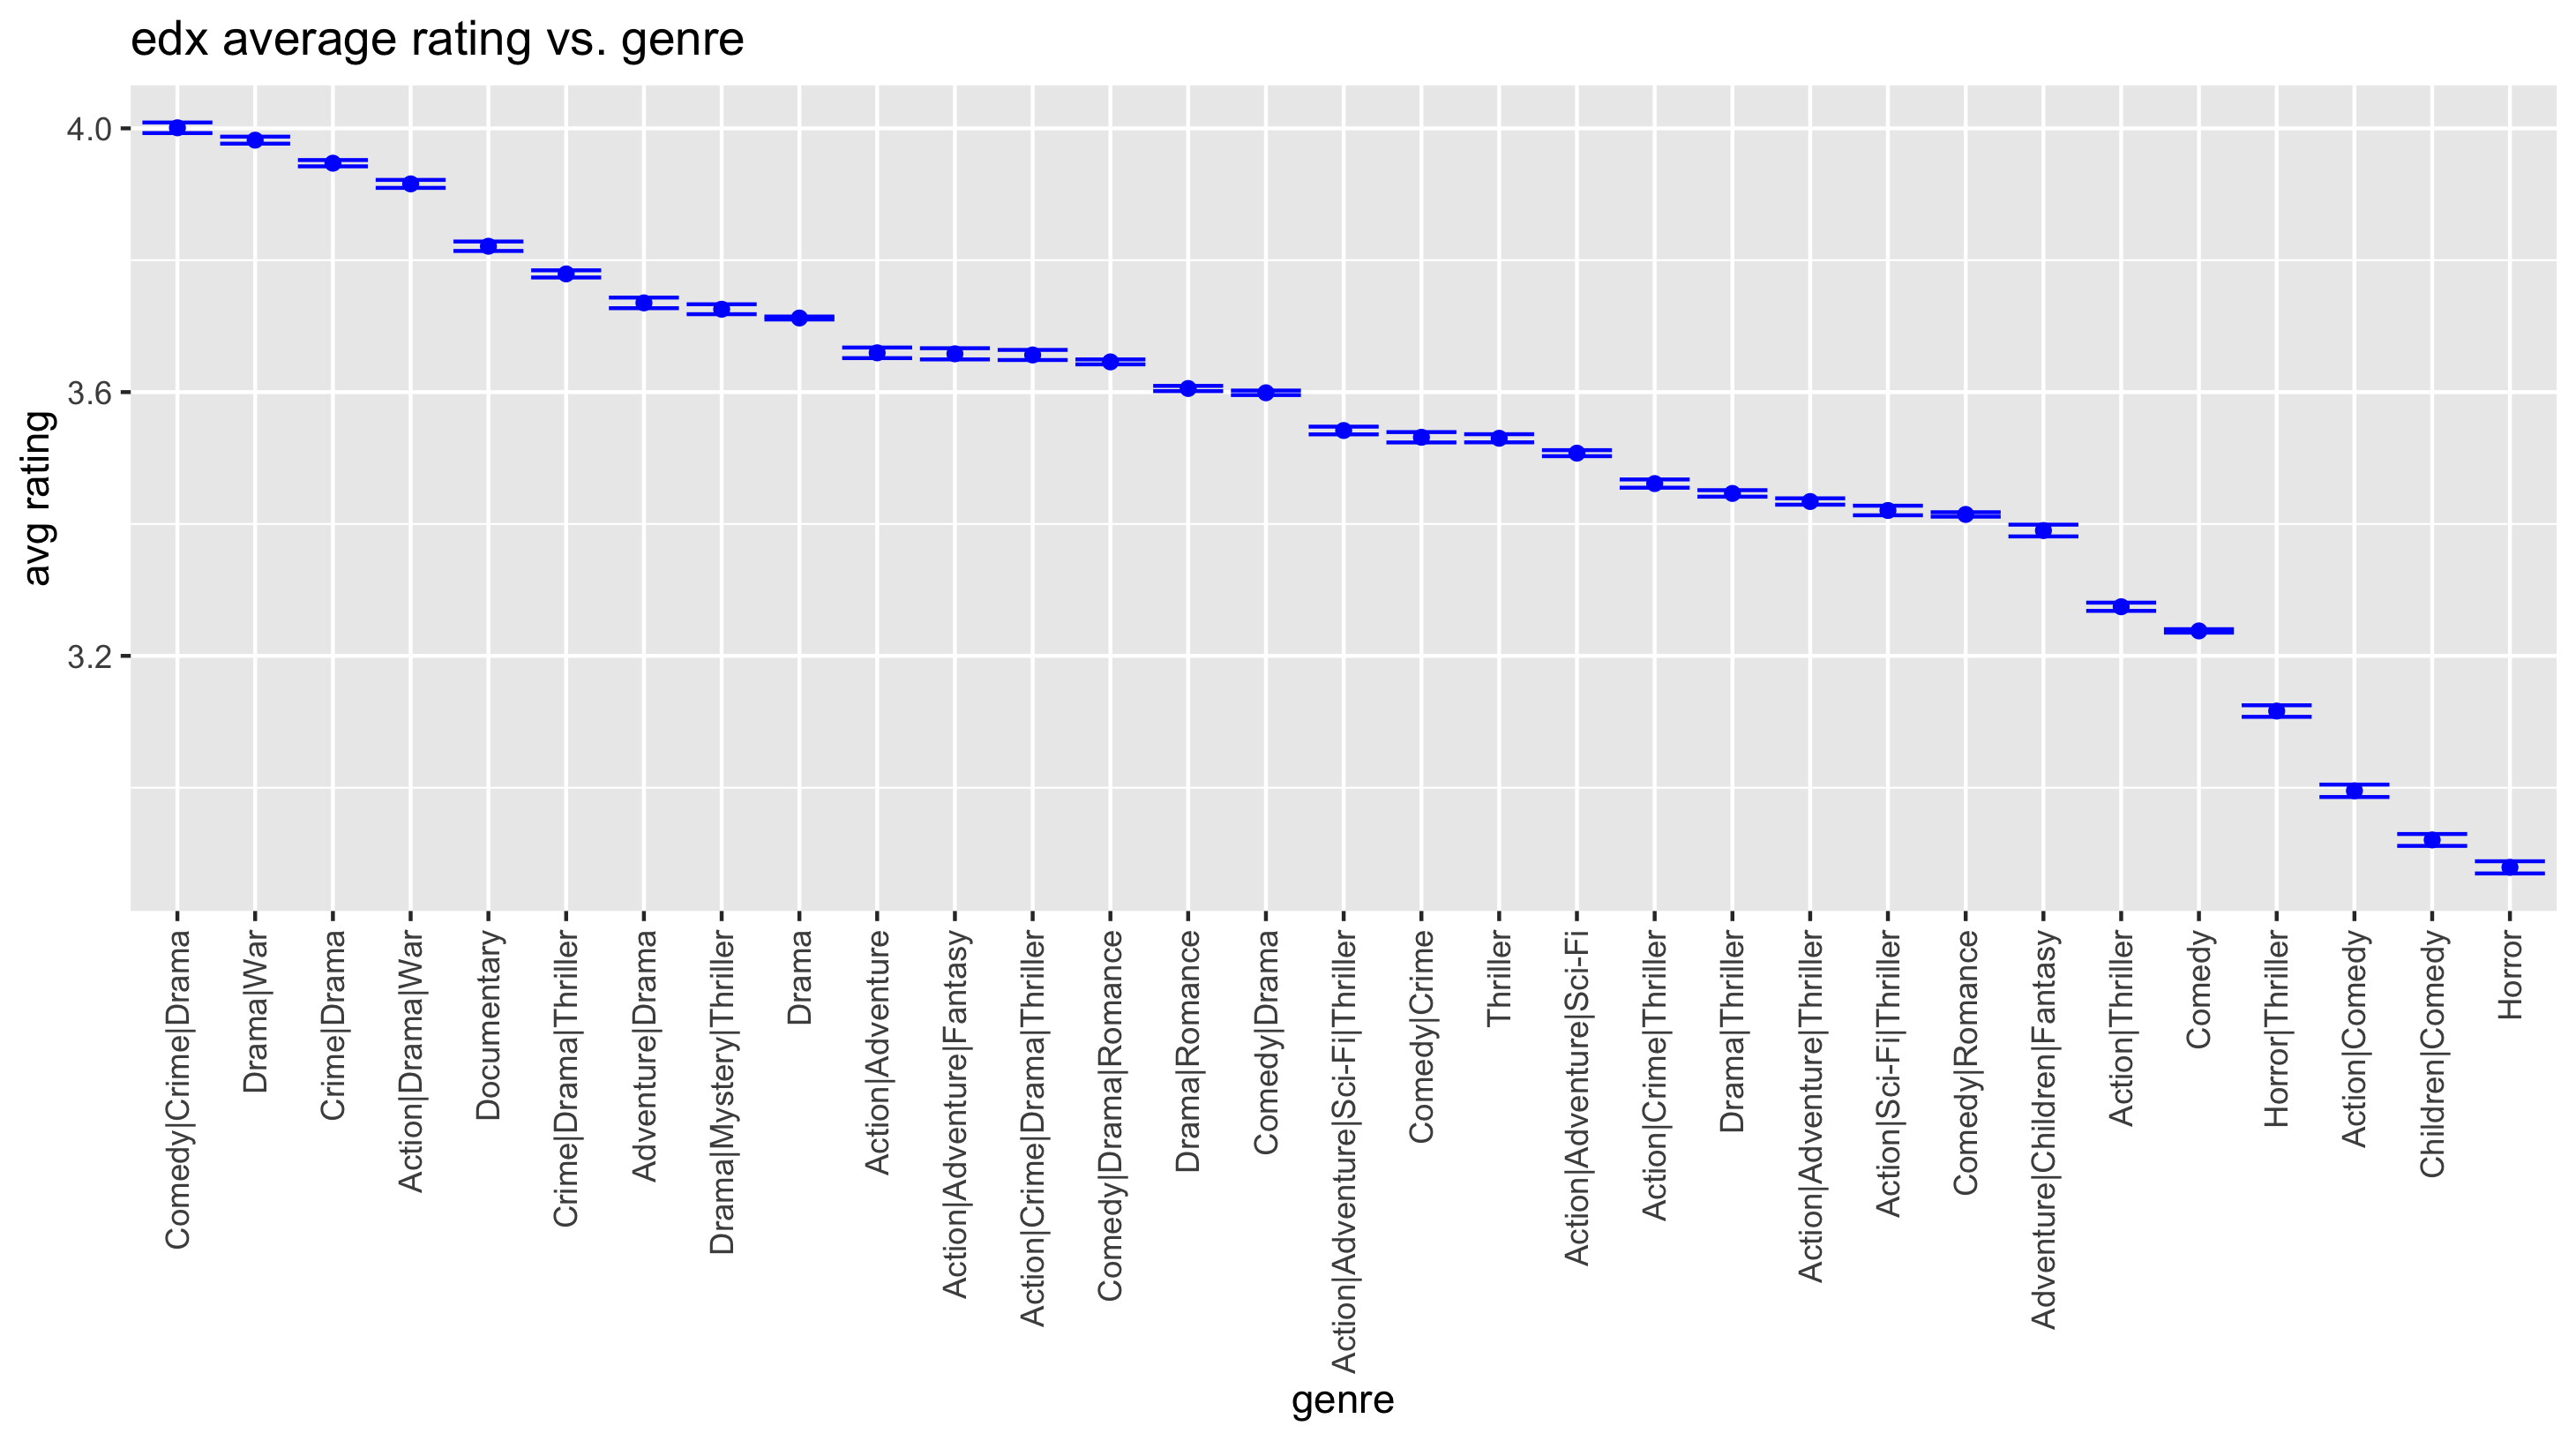 edx average rating vs. genre
avg rating
4.0
3.6
3.2
Comedy|Crime|Drama
Drama|War
Crime|Drama
Action|Drama|War
Documentary
Crime|Drama|Thriller
Adventure|Drama
Drama|Mystery|Thriller
Drama
Action|Adventure
Action|Adventure|Fantasy
Action|Crime|Drama|Thriller
Comedy|Drama|Romance
Drama|Romance
Comedy|Drama
Action|Adventure|Sci-Fi|Thriller
Comedy|Crime
Thriller
Action|Adventure|Sci-Fi
Action|Crime|Thriller
Drama|Thriller
Action|Adventure|Thriller
Action|Sci-Fi|Thriller
Comedy|Romance
Adventure|Children|Fantasy
Action|Thriller
Comedy
Horror|Thriller
Action|Comedy
Children|Comedy
Horror
genre